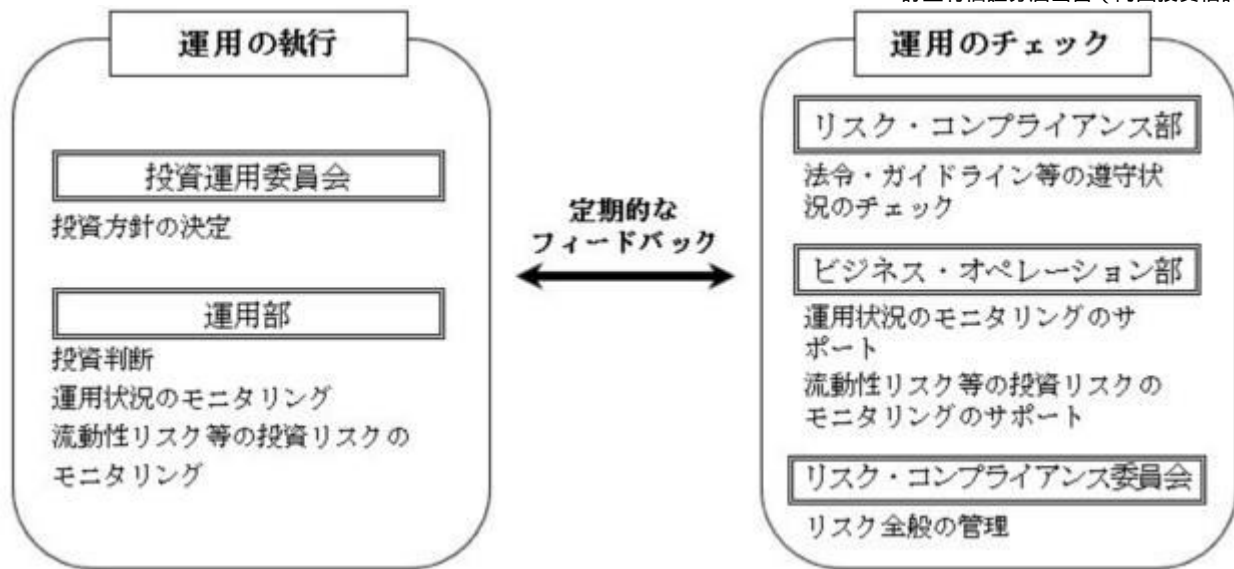 運用の執行
投資運用委員会
投資方針の決定
運用部
投資判断
運用状況のモニタリング
流動性リスク等の投資リスクの
モニタリング
定期的な
フィードバック
運用のチェック
リスク・コンプライアンス部
法令・ガイドライン等の遵守状
況のチェック
ビジネス・オペレーション部
運用状況のモニタリングのサ
ポート
流動性リスク等の投資リスクの
モニタリングのサポート
リスク・コンプライアンス委員会
リスク全般の管理